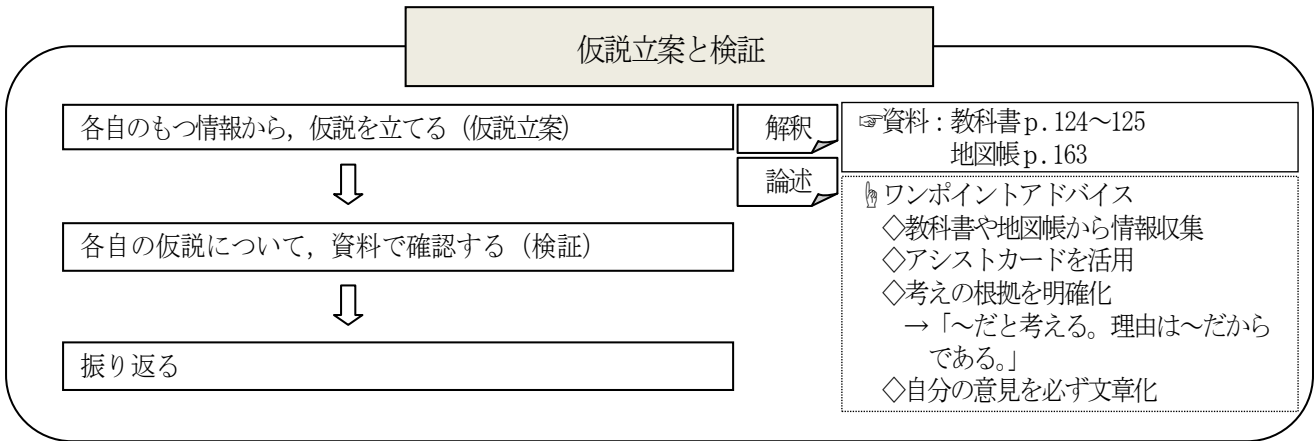 仮説立案と検証
各自のもつ情報から，仮説を立てる（仮説立案）
解釈
論述
☞資料：教科書ｐ.124～125
地図帳ｐ.163
☝ワンポイントアドバイス
◇教科書や地図帳から情報収集
◇アシストカードを活用
◇考えの根拠を明確化
→「～だと考える。理由は～だから
である。」
◇自分の意見を必ず文章化
各自の仮説について，資料で確認する（検証）
振り返る